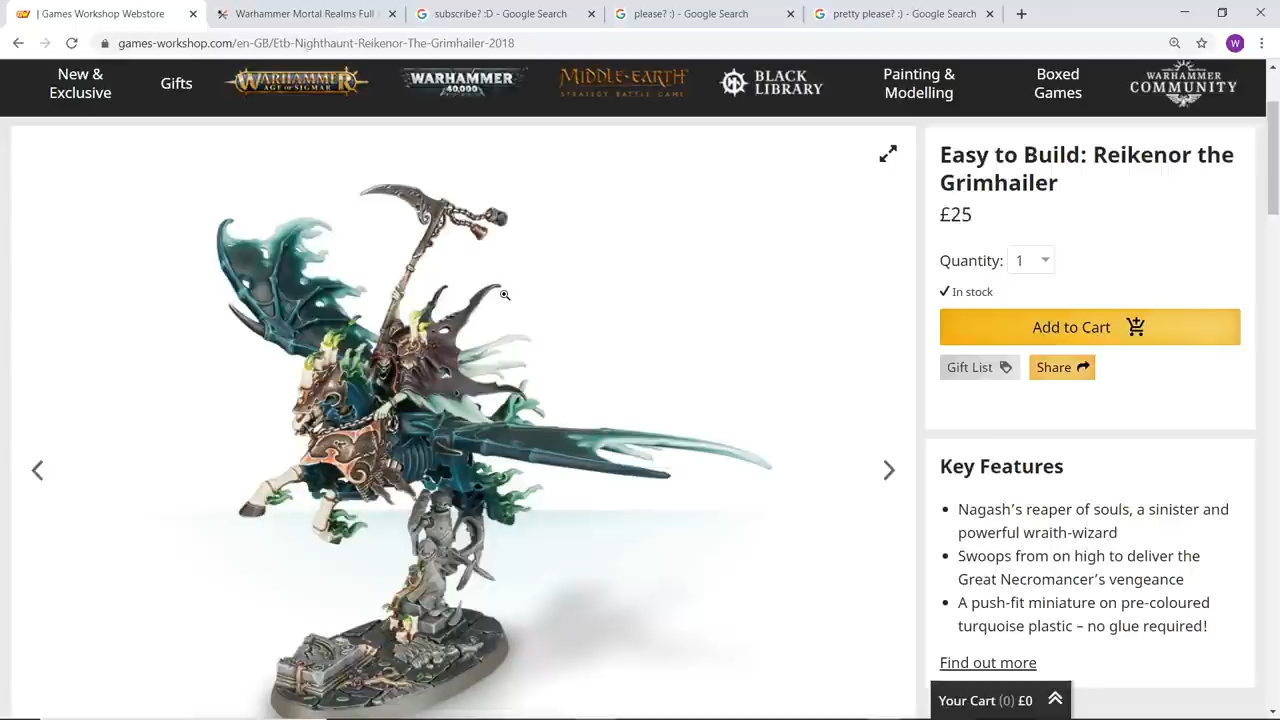 | Games Workshop Webstore
Warhammer Mortal Realms Full
subscribe? :D - Google Search
please? :) - Google Search
pretty please? :) - Google Search
games-workshop.com/en-GB/Etb-Nighthaunt-Reikenor-The-Grimhailer-2018
W
New &
Exclusive
Gifts
WARHAMMER
AGE OF SIGMAR
WARHAMMER
40,000
MIDDLE-EARTH
STRATEGY BATTLE GAME
BLACK
LIBRARY
Painting &
Modelling
Boxed
Games
WARHAMMER
COMMUNITY
Easy to Build: Reikenor the
Grimhailer
£25
Quantity: 1
In stock
Add to Cart
Gift List
Share
Key Features
Nagash's reaper of souls, a sinister and
powerful wraith-wizard
Swoops from on high to deliver the
Great Necromancer's vengeance
A push-fit miniature on pre-coloured
turquoise plastic – no glue required!
Find out more
Your Cart (0) £0